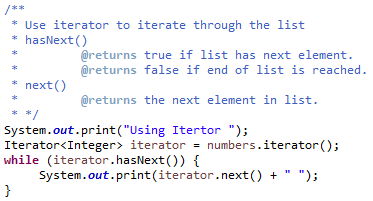 /**
 * Use iterator to iterate through the list
 * hasNext()
 *         @returns true if list has next element.
 *         @returns false if end of list is reached.
 * next()
 *         @returns the next element in list.
 * */
System.out.print("Using Itertor ");
Iterator<Integer> iterator = numbers.iterator();
while (iterator.hasNext()) {
     System.out.print(iterator.next() + " ");
}